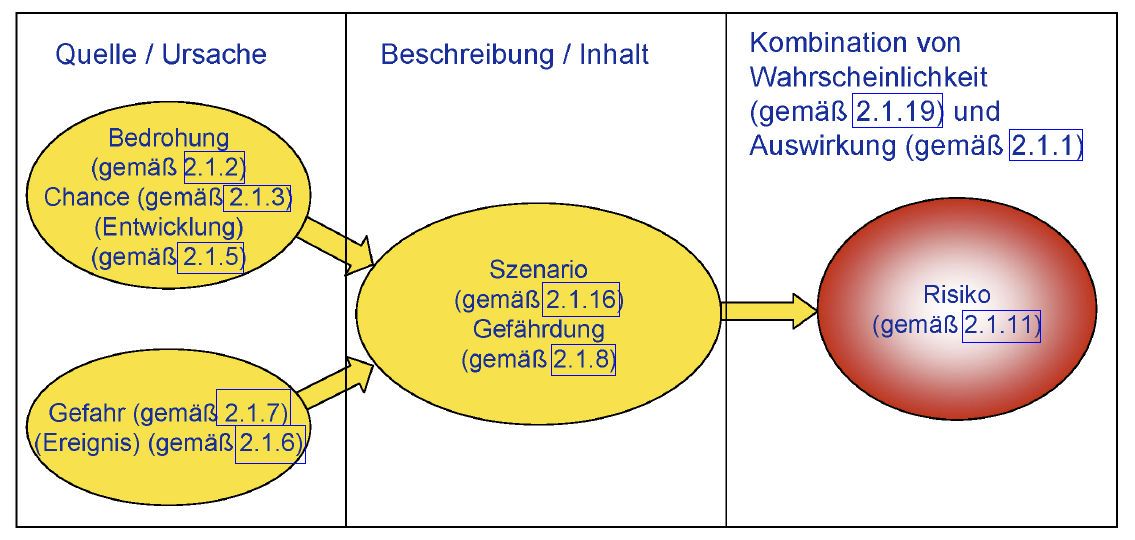 Quelle / Ursache
Bedrohung
(gemäß 2.1.2)
Chance (gemäß 2.1.3)
(Entwicklung)
(gemäß 2.1.5)
Gefahr (gemäß 2.1.7)
(Ereignis) (gemäß 2.1.6)
Beschreibung / Inhalt
Szenario
(gemäß 2.1.16)
Gefährdung
(gemäß 2.1.8)
Kombination von
Wahrscheinlichkeit
(gemäß 2.1.19) und
Auswirkung (gemäß 2.1.1)
Risiko
(gemäß 2.1.11)